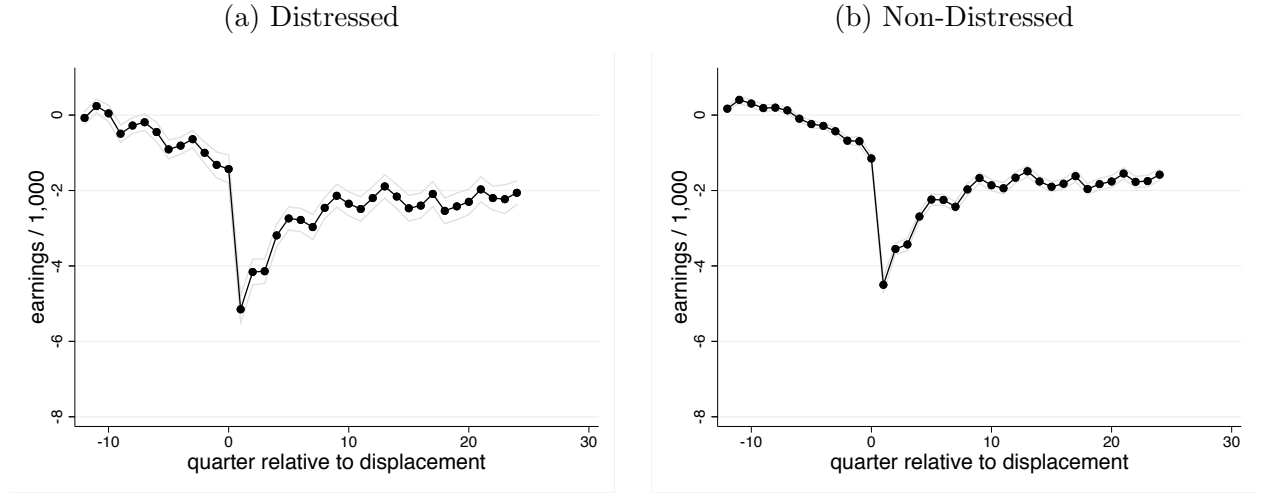 (a) Distressed
0
-2
-4
-6
-8
earnings / 1,000
-10 0 10 20 30
quarter relative to displacement
(b) Non-Distressed
0
-2
-4
-6
-8
earnings / 1,000
-10 0 10 20 30
quarter relative to displacement